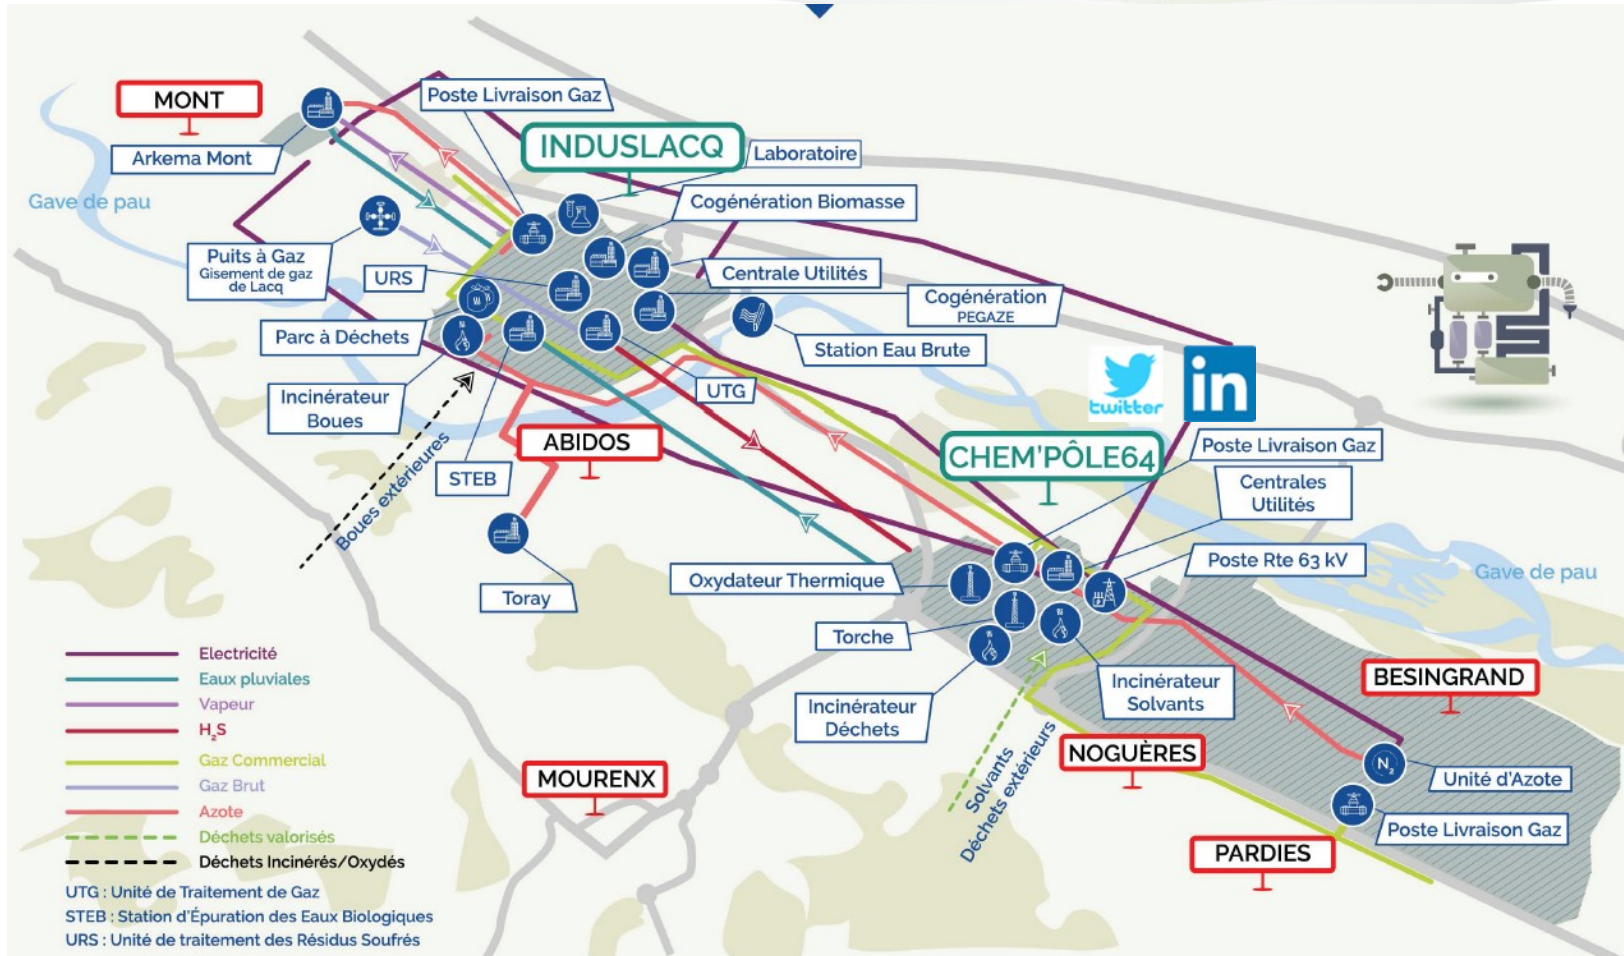 MONT
Poste Livraison Gaz
INDUSLACQ
Laboratoire
Arkema Mont
Cogénération Biomasse
Gave de pau
Puits à Gaz
Gisement de gaz
de Lacq
URS
Centrale Utilités
Cogénération
PEGAZE
Parc à Déchets
Station Eau Brute
Incinérateur
Boues
UTG
twitter
in
Boues extérieures
STEB
ABIDOS
CHEM'PÔLE64
Poste Livraison Gaz
Centrales
Utilités
Toray
Oxydateur Thermique
Poste Rte 63 kV
Gave de pau
Torche
Incinérateur
Déchets
Incinérateur
Solvants
BESINGRAND
Solvants
Déchets extérieurs
NOGUÈRES
MOURENX
N2
Unité d'Azote
Poste Livraison Gaz
PARDIES
Electricité
Eaux pluviales
Vapeur
H2S
Gaz Commercial
Gaz Brut
Azote
Déchets valorisés
Déchets Incinérés/Oxydés
UTG : Unité de Traitement de Gaz
STEB : Station d'Épuration des Eaux Biologiques
URS : Unité de traitement des Résidus Soufrés